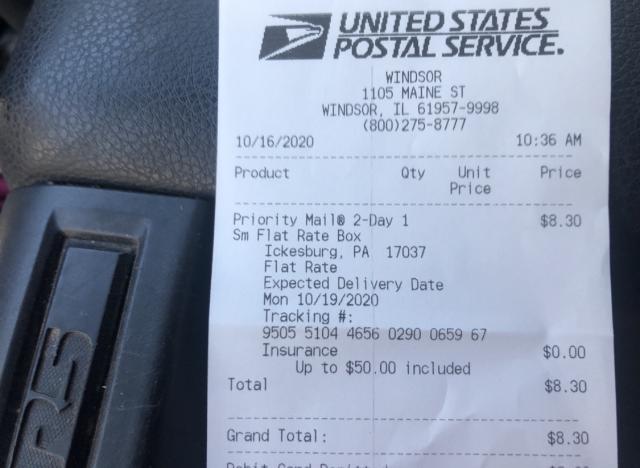 UNITED STATES
POSTAL SERVICE.
WINDSOR
1105 MAINE ST
WINDSOR, IL 61957-9998
(800)275-8777
10/16/2020 10:36 AM
Product Qty Unit Price
Price
Priority Mail® 2-Day 1 $8.30
Sm Flat Rate Box
Ickesburg, PA 17037
Flat Rate
Expected Delivery Date
Mon 10/19/2020
Tracking #:
9505 5104 4656 0290 0659 67
Insurance $0.00
Up to $50.00 included
Total $8.30
Grand Total: $8.30
RS